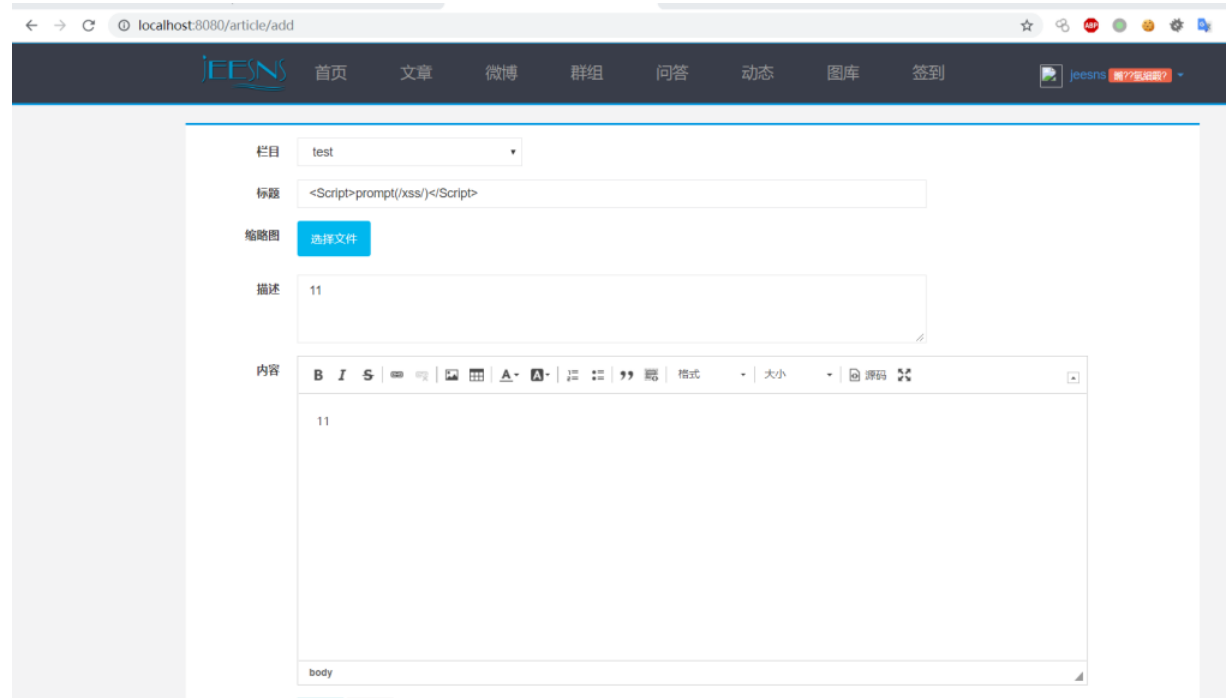 localhost:8080/article/add
JEESNS 首页 文章 微博 群组 问答 动态 图库 签到 jeesns
栏目 test
标题 <Script>prompt(/xss/)</Script>
缩略图 选择文件
描述 11
内容 B I S A A 格式 大小 源码
11
body